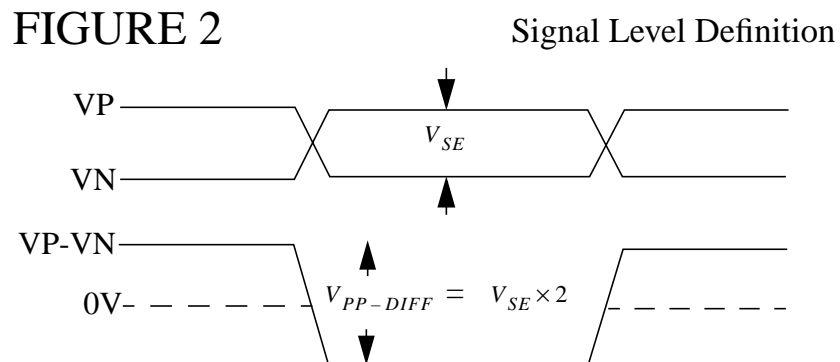 FIGURE 2 Signal Level Definition
VP
V_SE
VN
VP-VN
V_PP–DIFF = V_SE × 2
0V